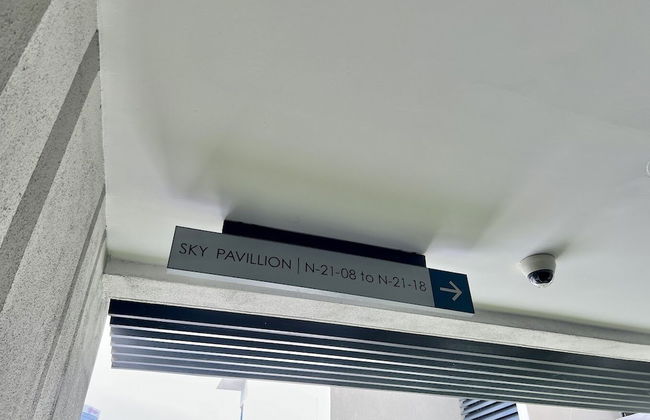 SKY PAVILLION | N-21-08 to N-21-18 →